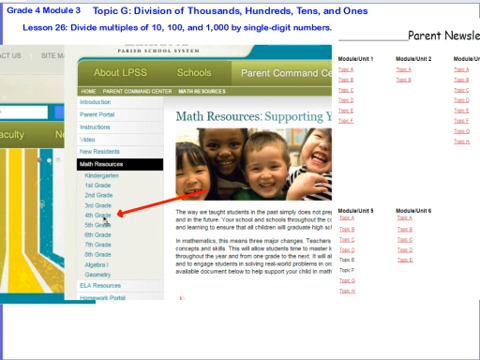 Grade 4 Module 3
Topic G: Division of Thousands, Hundreds, Tens, and Ones
Lesson 26: Divide multiples of 10, 100, and 1,000 by single-digit numbers.
PARISH SCHOOL SYSTEM
About LPSS
Schools
Parent Command Ce
HOME
PARENT COMMAND CENTER
MATH RESOURCES
ACT US
SITE MA
aculty
Ne
Introduction
Parent Portal
Instructions
Video
New Residents
Math Resources
Kindergarten
1st Grade
2nd Grade
3rd Grade
4th Grade
5th Grade
6th Grade
7th Grade
8th Grade
Algebra I
Geometry
ELA Resources
Homework Portal
Math Resources: Supporting Y
The way we taught students in the past simply does not prep
and in the future. Your school and schools throughout the co
and learning to ensure that all children will graduate high sch
In mathematics, this means three major changes. Teachers
concepts and skills. This will allow students time to master k
throughout the year and from one grade to the next. It will al
and to engage students in solving real-world problems in or
available document below to help support your child in math
Parent Newsle
Module/Unit 1
Topic A
Topic B
Topic C
Topic D
Topic E
Topic F
Module/Unit 2
Topic A
Topic B
Module/
Topic A
Topic B
Topic C
Topic D
Topic E
Topic F
Topic G
Topic H
Module/Unit 5
Topic A
Topic B
Topic C
Topic D
Topic E
Topic F
Topic G
Topic H
Module/Unit 6
Topic A
Topic B
Topic C
Topic D
Topic E